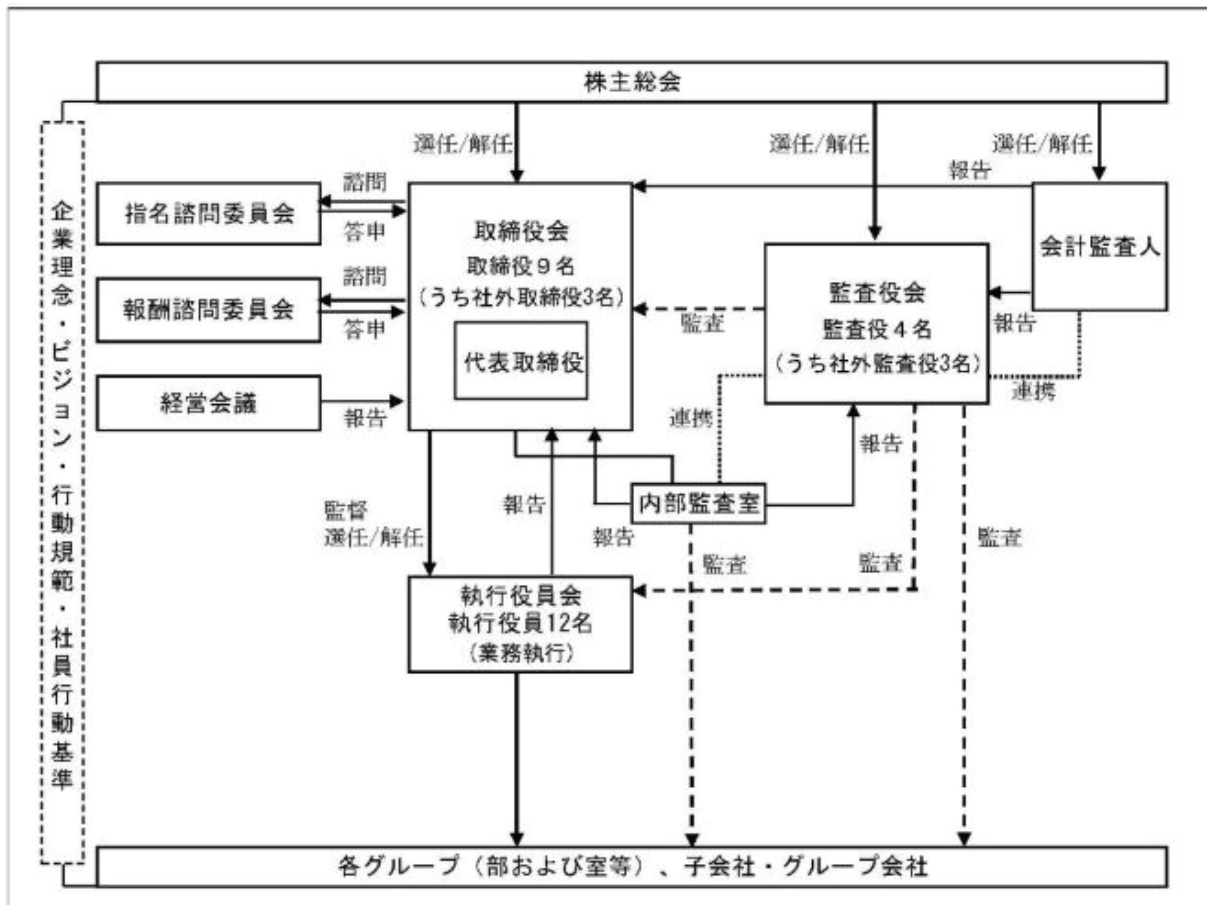 株主総会
選任/解任
選任/解任
選任/解任
企業理念・ビジョン・行動規範・社員行動基準
指名諮問委員会
諮問
答申
報酬諮問委員会
諮問
答申
経営会議
報告
取締役会
取締役9名
(うち社外取締役3名)
代表取締役
報告
会計監査人
監査役会
監査役4名
(うち社外監査役3名)
監査
報告
連携
連携
報告
内部監査室
報告
報告
監督
選任/解任
監査
監査
監査
執行役員会
執行役員12名
(業務執行)
各グループ(部および室等)、子会社・グループ会社